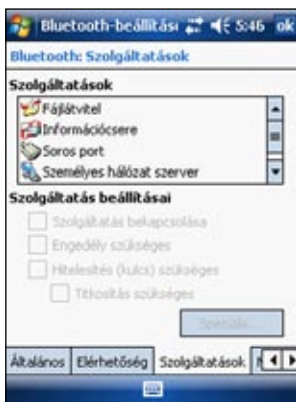 Bluetooth-beállítási 5:46 ok
Bluetooth: Szolgáltatások
Szolgáltatások
Fájlátvitel
Információcsere
Soros port
Személyes hálózat szerver
Szolgáltatás beállításai
Szolgáltatás bekapcsolása
Engedély szükséges
Hitelesítés (kulcs) szükséges
Titkosítás szükséges
Speciális...
Általános Elérhetőség Szolgáltatások